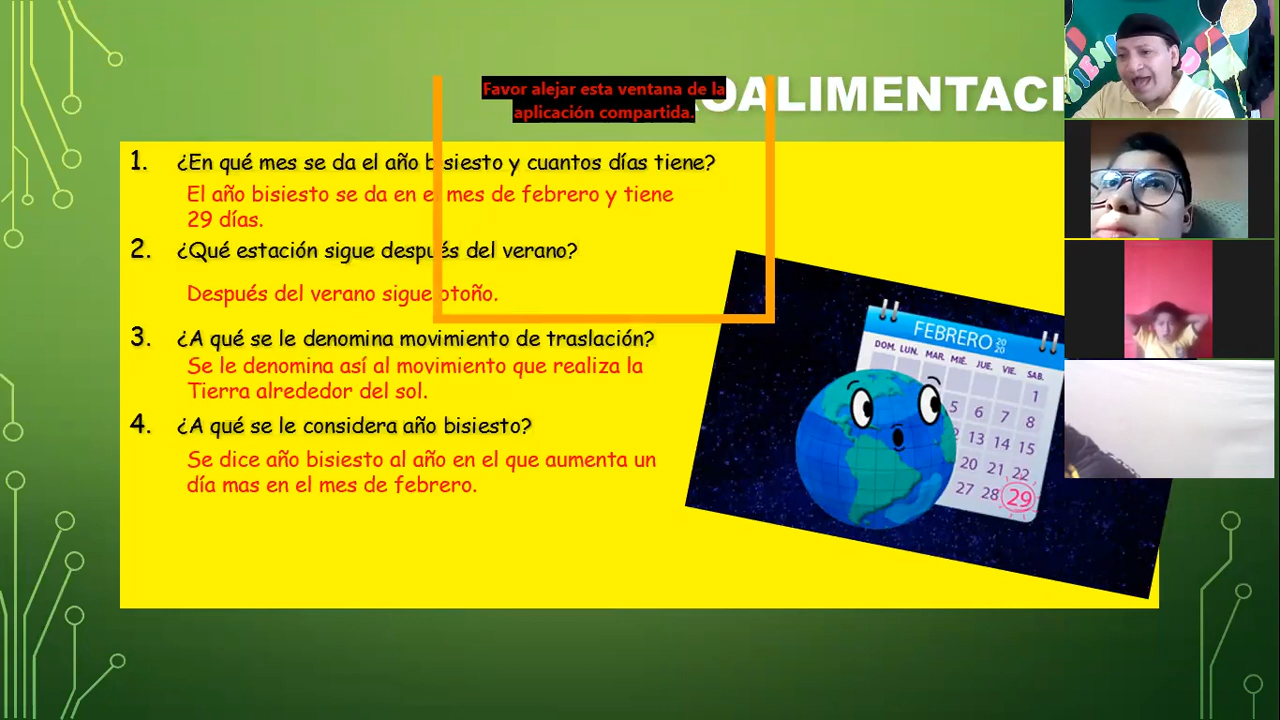 Favor alejar esta ventana de la
aplicación compartida.
OALIMENTACI
1. ¿En qué mes se da el año bisiesto y cuantos días tiene?
El año bisiesto se da en el mes de febrero y tiene
29 días.
2. ¿Qué estación sigue después del verano?
Después del verano sigue otoño.
3. ¿A qué se le denomina movimiento de traslación?
Se le denomina así al movimiento que realiza la
Tierra alrededor del sol.
4. ¿A qué se le considera año bisiesto?
Se dice año bisiesto al año en el que aumenta un
día mas en el mes de febrero.
FEBRERO 2020
DOM. LUN. MAR. MIÉ. JUE. VIE. SAB.
1
5 6 7 8
12 13 14 15
20 21 22
27 28 29